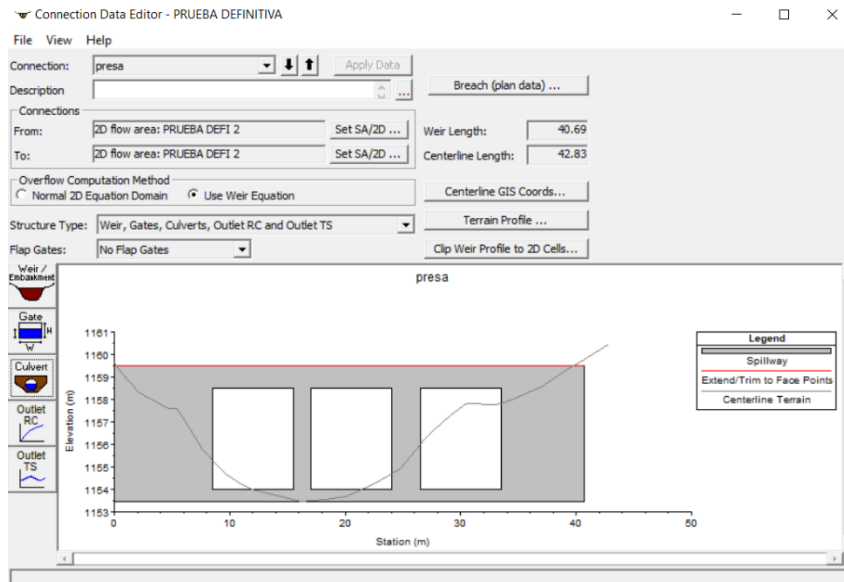 Connection Data Editor - PRUEBA DEFINITIVA
File View Help
Connection: presa Apply Data
Description ... Breach (plan data) ...
Connections
From: 2D flow area: PRUEBA DEFI 2 Set SA/2D ... Weir Length: 40.69
To: 2D flow area: PRUEBA DEFI 2 Set SA/2D ... Centerline Length: 42.83
Overflow Computation Method
Normal 2D Equation Domain Use Weir Equation Centerline GIS Coords...
Structure Type: Weir, Gates, Culverts, Outlet RC and Outlet TS Terrain Profile ...
Flap Gates: No Flap Gates Clip Weir Profile to 2D Cells...
Weir /
Embankment
Gate
H
W
Culvert
Outlet
RC
Outlet
TS
presa
1161
1160
1159
1158
1157
1156
1155
1154
1153
Elevation (m)
0 10 20 30 40 50
Station (m)
Legend
Spillway
Extend/Trim to Face Points
Centerline Terrain